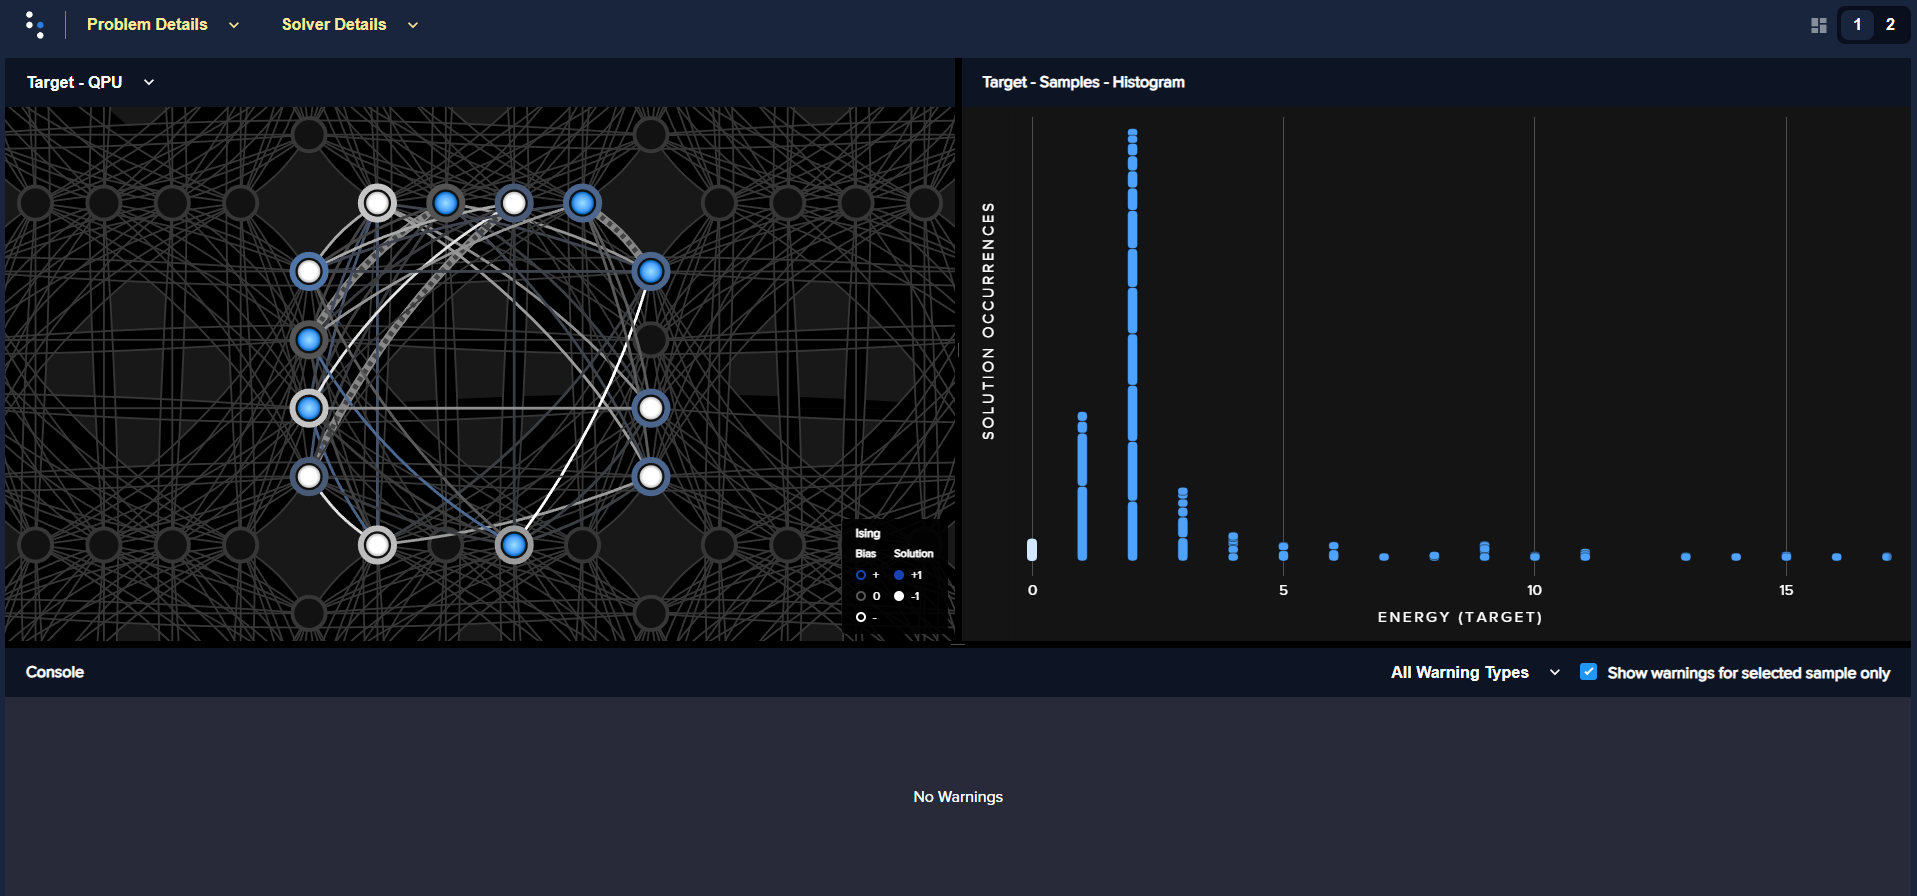 Problem Details
Solver Details
1 2
Target - QPU
Target - Samples - Histogram
SOLUTION OCCURRENCES
Ising
Bias Solution
+ +1
0 -1
-
0 5 10 15
ENERGY (TARGET)
Console
All Warning Types
Show warnings for selected sample only
No Warnings